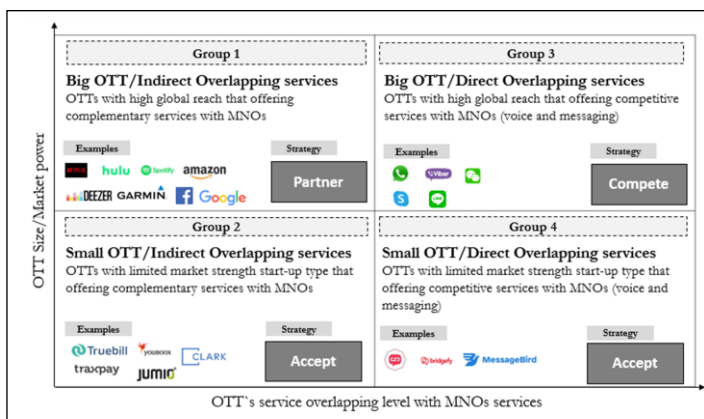 OTT Size/Market power
Group 1
Big OTT/Indirect Overlapping services
OTTs with high global reach that offering
complementary services with MNOs
Examples
Strategy
NETFLIX
hulu
Spotify
amazon
DEEZER
GARMIN
f
Google
Partner
Group 3
Big OTT/Direct Overlapping services
OTTs with high global reach that offering competitive
services with MNOs (voice and messaging)
Examples
Strategy
Viber
S
LINE
Compete
Group 2
Small OTT/Indirect Overlapping services
OTTs with limited market strength start-up type that
offering complementary services with MNOs
Examples
Strategy
Truebill
YOUBOOX
CLARK
traxpay
JUMIO
Accept
Group 4
Small OTT/Direct Overlapping services
OTTs with limited market strength start-up type that
offering competitive services with MNOs (voice and
messaging)
Examples
Strategy
bridgefy
MessageBird
Accept
OTT`s service overlapping level with MNOs services